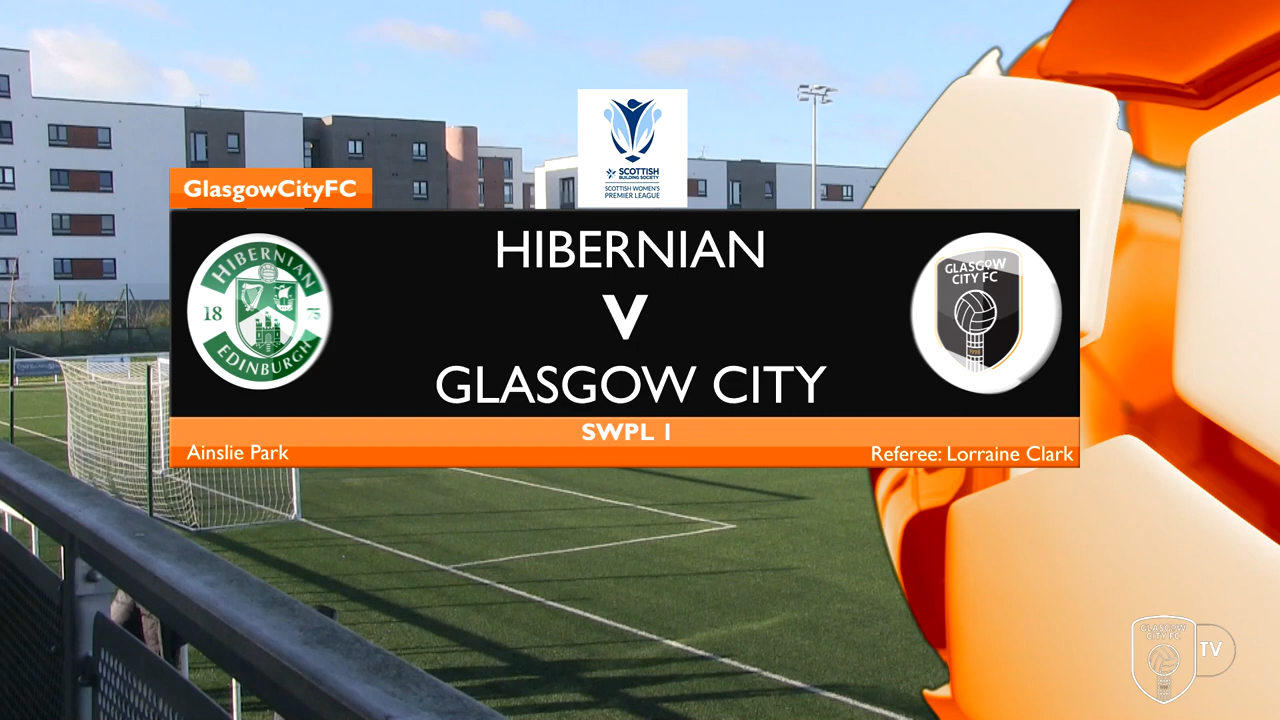 SCOTTISH
BUILDING SOCIETY
SCOTTISH WOMEN'S
PREMIER LEAGUE
GlasgowCityFC
HIBERNIAN
V
GLASGOW CITY
HIBERNIAN
18 75
EDINBURGH
GLASGOW
CITY FC
1998
SWPL 1
Ainslie Park
Referee: Lorraine Clark
GLASGOW
CITY FC
TV